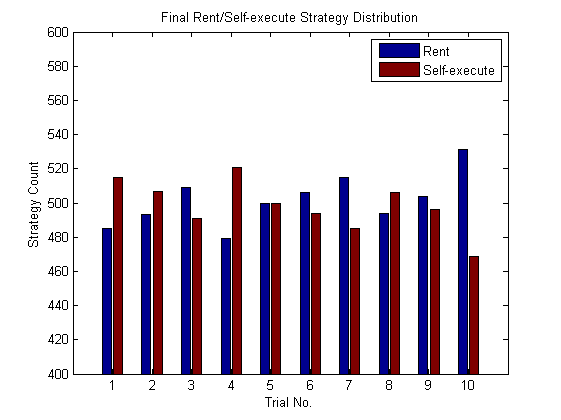 Final Rent/Self-execute Strategy Distribution
600
580
560
540
520
500
480
460
440
420
400
Strategy Count
Rent
Self-execute
1 2 3 4 5 6 7 8 9 10
Trial No.